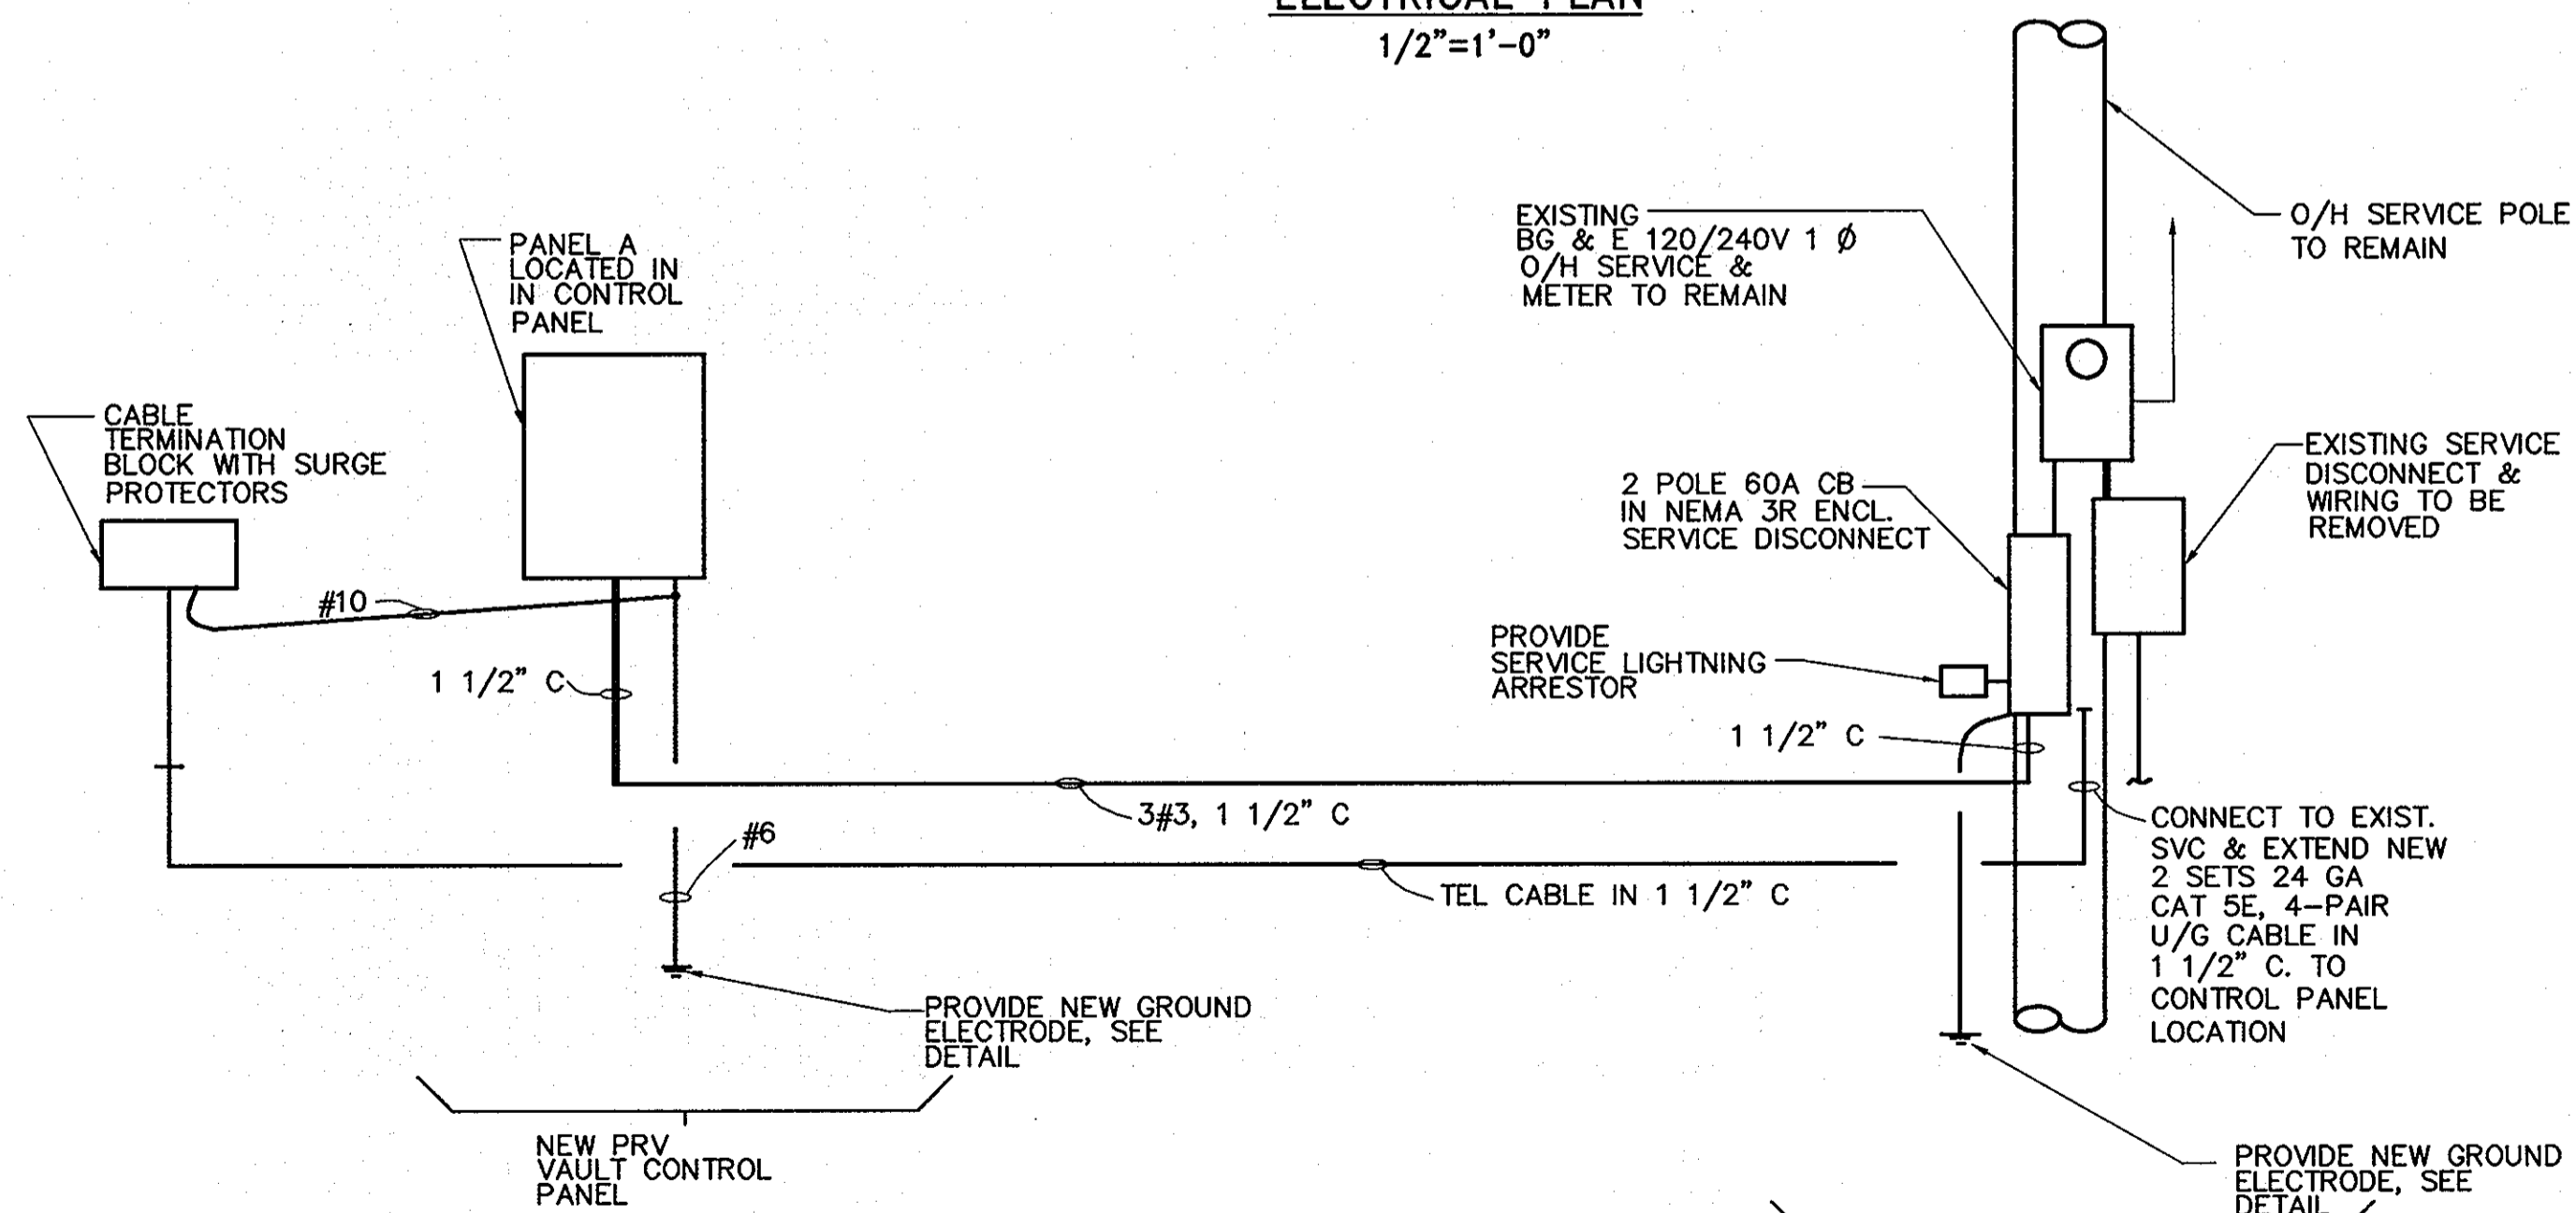 ELECTRICAL PLAN
1/2"=1'-0"
O/H SERVICE POLE
TO REMAIN
EXISTING
BG & E 120/240V 1 Ø
O/H SERVICE &
METER TO REMAIN
PANEL A
LOCATED IN
IN CONTROL
PANEL
CABLE
TERMINATION
BLOCK WITH SURGE
PROTECTORS
EXISTING SERVICE
DISCONNECT &
WIRING TO BE
REMOVED
2 POLE 60A CB
IN NEMA 3R ENCL.
SERVICE DISCONNECT
#10
PROVIDE
SERVICE LIGHTNING
ARRESTOR
1 1/2" C
1 1/2" C
3#3, 1 1/2" C
#6
TEL CABLE IN 1 1/2" C
CONNECT TO EXIST.
SVC & EXTEND NEW
2 SETS 24 GA
CAT 5E, 4-PAIR
U/G CABLE IN
1 1/2" C. TO
CONTROL PANEL
LOCATION
PROVIDE NEW GROUND
ELECTRODE, SEE
DETAIL
NEW PRV
VAULT CONTROL
PANEL
PROVIDE NEW GROUND
ELECTRODE, SEE
DETAIL